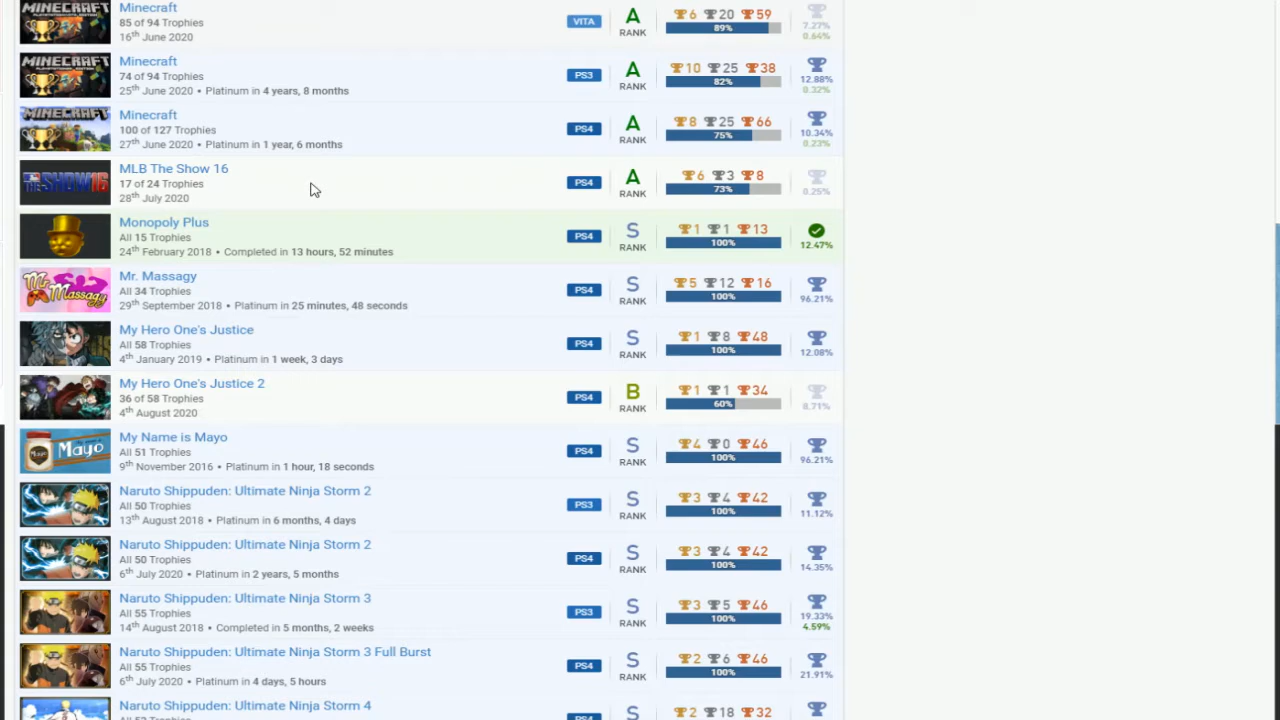 Minecraft
85 of 94 Trophies
16th June 2020
VITA
A
RANK
6 20 59
89%
7.27%
0.64%
Minecraft
74 of 94 Trophies
25th June 2020 • Platinum in 4 years, 8 months
PS3
A
RANK
10 25 38
82%
12.88%
0.32%
Minecraft
100 of 127 Trophies
27th June 2020 • Platinum in 1 year, 6 months
PS4
A
RANK
8 25 66
75%
10.34%
0.23%
MLB The Show 16
17 of 24 Trophies
28th July 2020
PS4
A
RANK
6 3 8
73%
0.25%
Monopoly Plus
All 15 Trophies
24th February 2018 • Completed in 13 hours, 52 minutes
PS4
S
RANK
1 1 13
100%
12.47%
Mr. Massagy
All 34 Trophies
29th September 2018 • Platinum in 25 minutes, 48 seconds
PS4
S
RANK
5 12 16
100%
96.21%
My Hero One's Justice
All 58 Trophies
4th January 2019 • Platinum in 1 week, 3 days
PS4
S
RANK
1 8 48
100%
12.08%
My Hero One's Justice 2
36 of 58 Trophies
4th August 2020
PS4
B
RANK
1 1 34
60%
8.71%
My Name is Mayo
All 51 Trophies
9th November 2016 • Platinum in 1 hour, 18 seconds
PS4
S
RANK
4 0 46
100%
96.21%
Naruto Shippuden: Ultimate Ninja Storm 2
All 50 Trophies
13th August 2018 • Platinum in 6 months, 4 days
PS3
S
RANK
3 4 42
100%
11.12%
Naruto Shippuden: Ultimate Ninja Storm 2
All 50 Trophies
6th July 2020 • Platinum in 2 years, 5 months
PS4
S
RANK
3 4 42
100%
14.35%
Naruto Shippuden: Ultimate Ninja Storm 3
All 55 Trophies
14th August 2018 • Completed in 5 months, 2 weeks
PS3
S
RANK
3 5 46
100%
19.33%
4.59%
Naruto Shippuden: Ultimate Ninja Storm 3 Full Burst
All 55 Trophies
6th July 2020 • Platinum in 4 days, 5 hours
PS4
S
RANK
2 6 46
100%
21.91%
Naruto Shippuden: Ultimate Ninja Storm 4
PS4
S
2 18 32